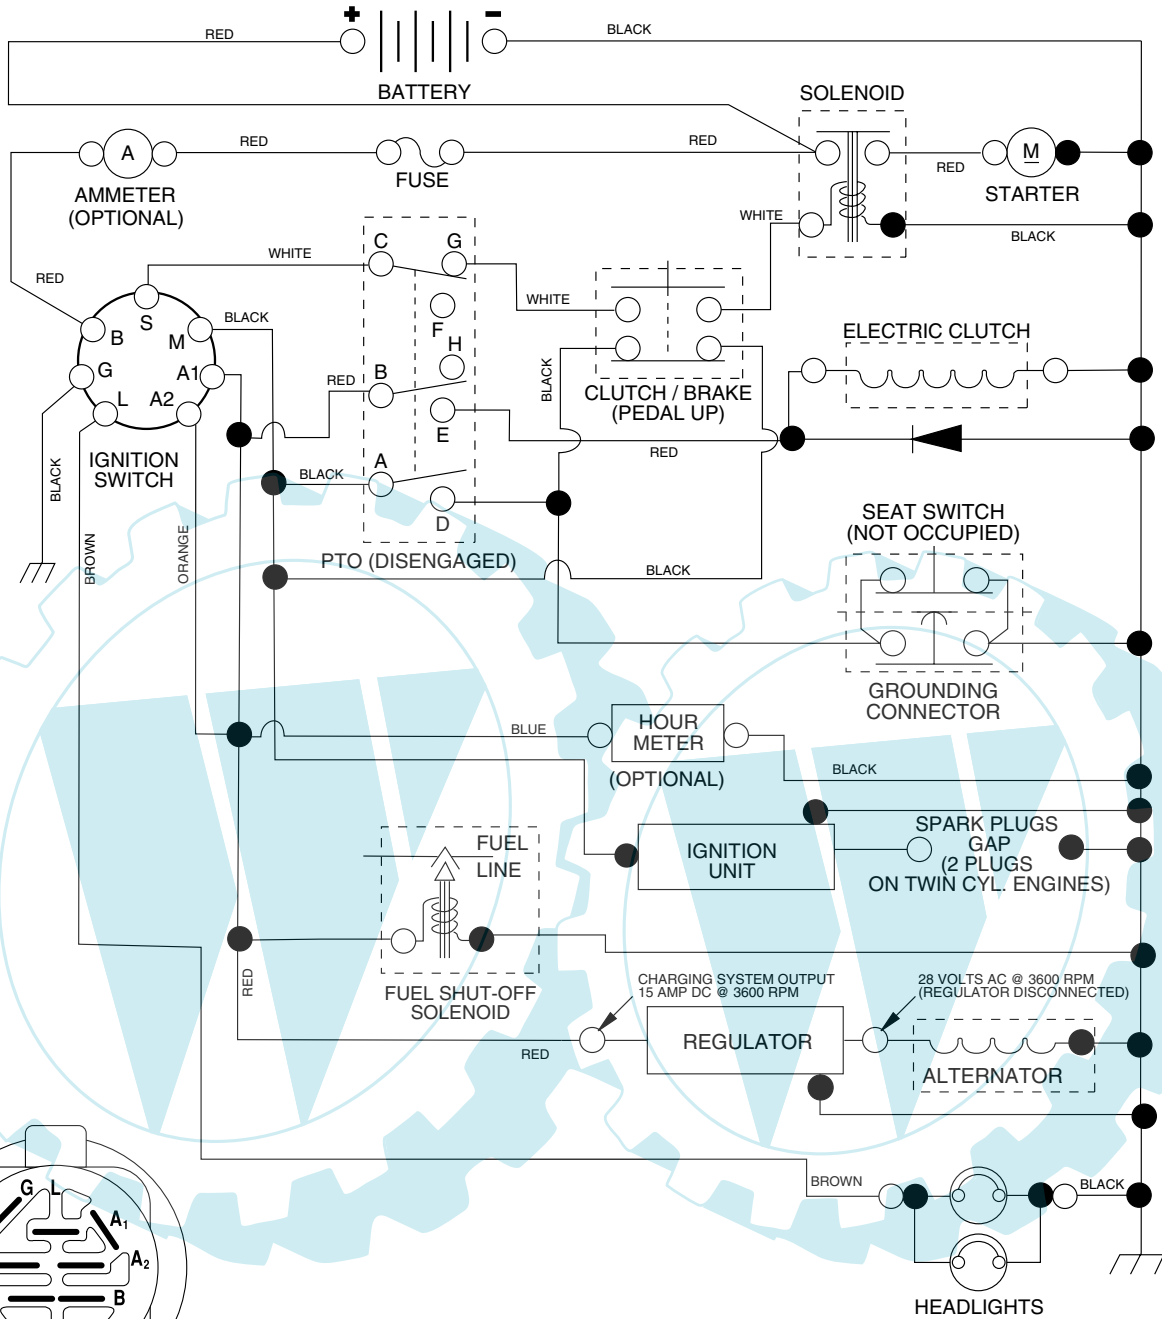 + −
RED
BLACK
BATTERY
SOLENOID
A
RED
FUSE
RED
RED
M
AMMETER
(OPTIONAL)
STARTER
WHITE
BLACK
C G
WHITE
RED
WHITE
F
S
B
M
BLACK
G
A1
L
A2
IGNITION
SWITCH
H
B
RED
E
BLACK
CLUTCH / BRAKE
(PEDAL UP)
ELECTRIC CLUTCH
RED
A
BLACK
D
PTO (DISENGAGED)
BLACK
BROWN
ORANGE
BLACK
SEAT SWITCH
(NOT OCCUPIED)
GROUNDING
CONNECTOR
BLUE
HOUR
METER
(OPTIONAL)
BLACK
IGNITION
UNIT
SPARK PLUGS
GAP
(2 PLUGS
ON TWIN CYL. ENGINES)
FUEL
LINE
FUEL SHUT-OFF
SOLENOID
RED
CHARGING SYSTEM OUTPUT
15 AMP DC @ 3600 RPM
28 VOLTS AC @ 3600 RPM
(REGULATOR DISCONNECTED)
RED
REGULATOR
ALTERNATOR
BROWN
BLACK
HEADLIGHTS
G L
A1
A2
B